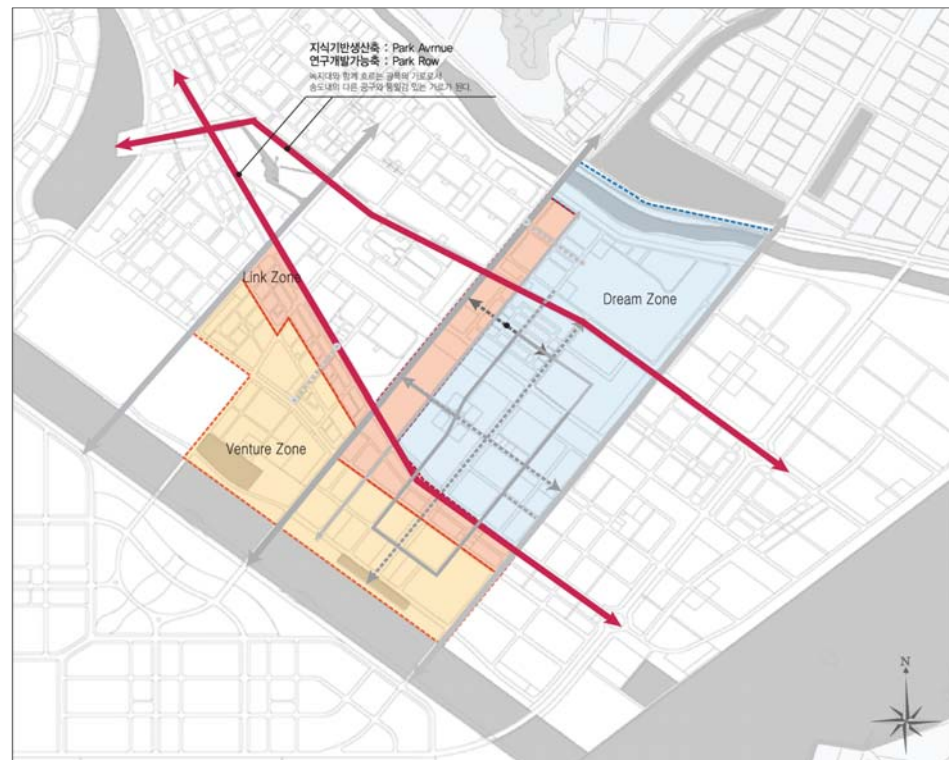 지식기반생산축 : Park Avrnue
연구개발가능축 : Park Row
녹지대와 함께 흐르는 골목의 가로로서
송도내의 다른 공구와 통일감 있는 가로가 된다.
Link Zone
Dream Zone
Venture Zone
N